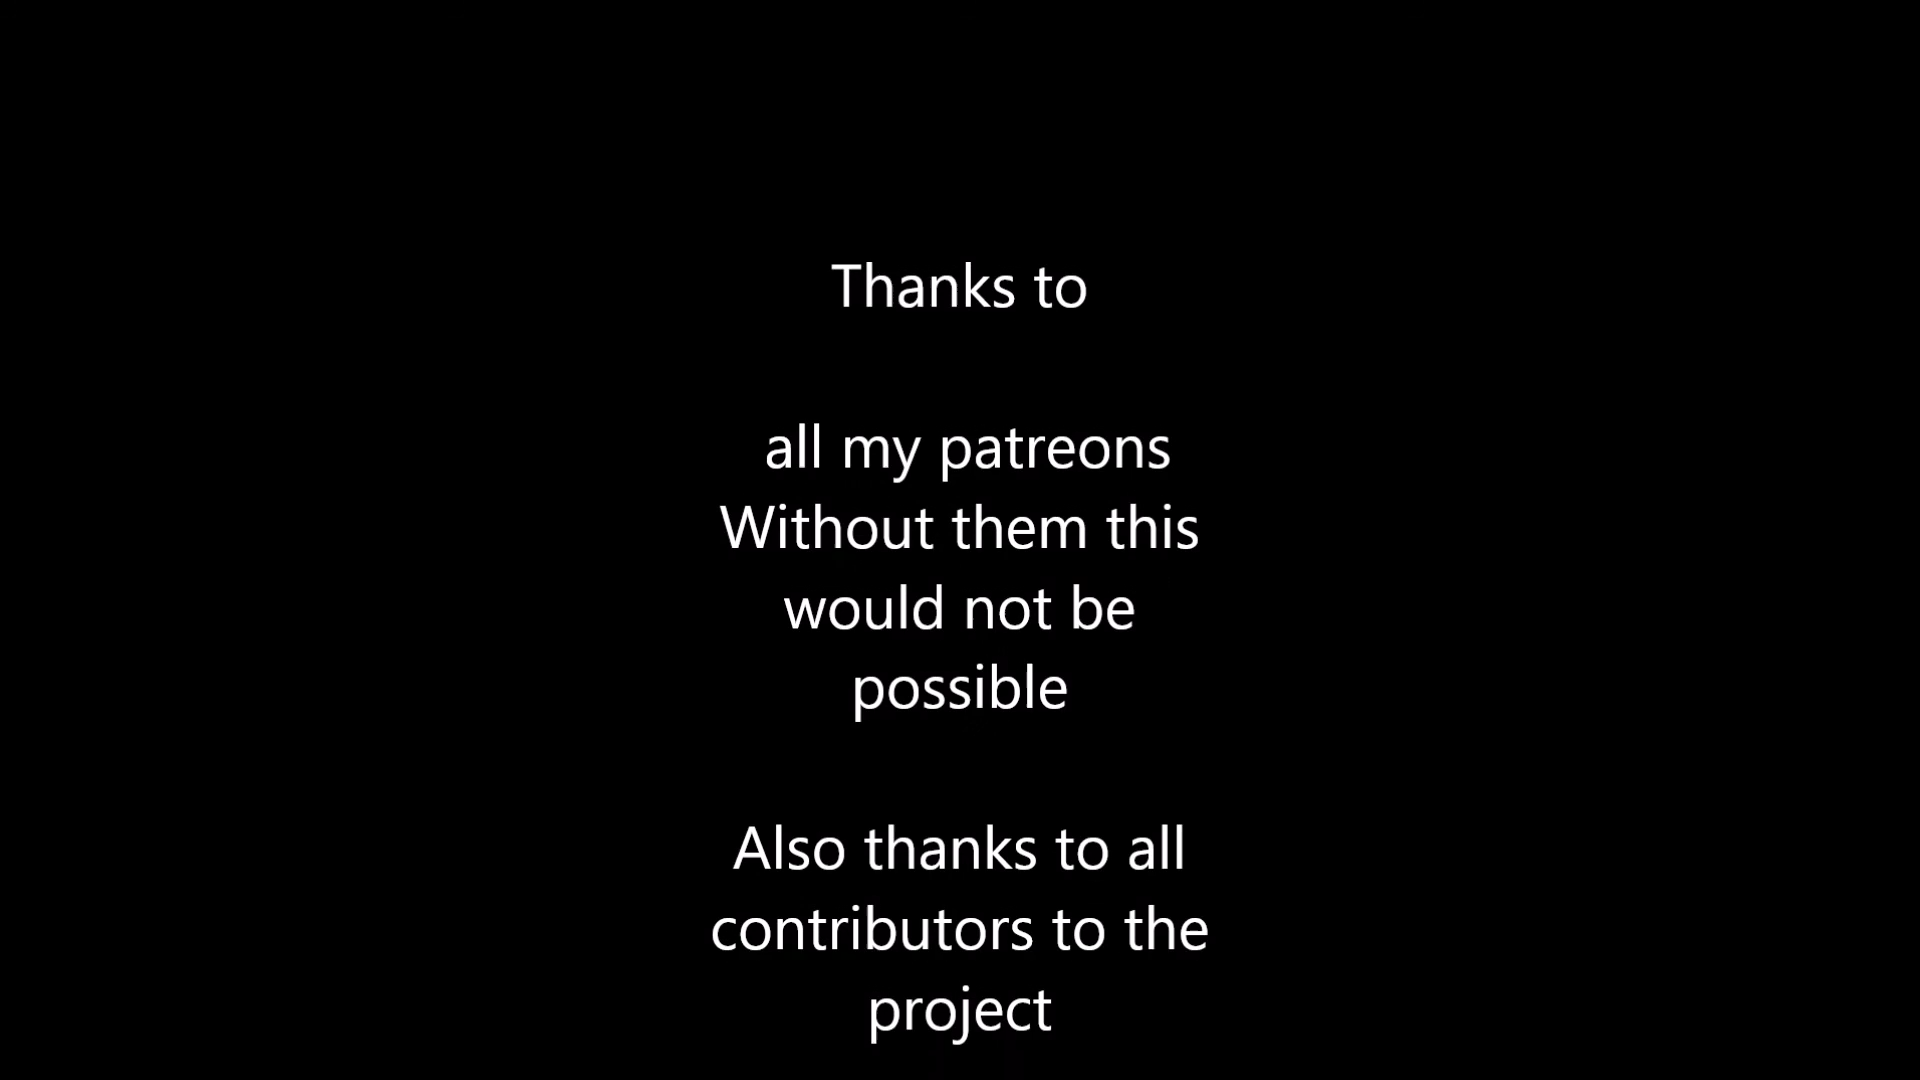 Thanks to
all my patreons
Without them this
would not be
possible
Also thanks to all
contributors to the
project